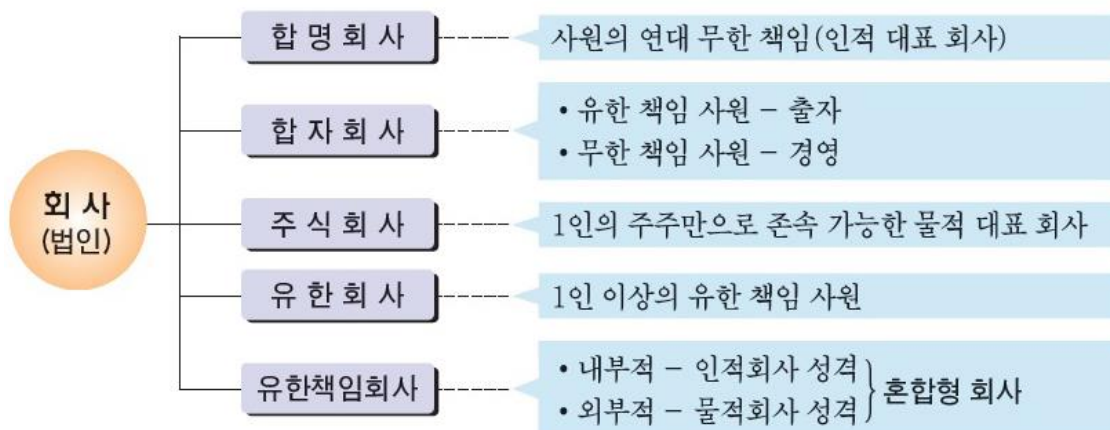 합명회사
사원의 연대 무한 책임(인적 대표 회사)
합자회사
• 유한 책임 사원 – 출자
• 무한 책임 사원 – 경영
회사
(법인)
주식회사
1인의 주주만으로 존속 가능한 물적 대표 회사
유한회사
1인 이상의 유한 책임 사원
유한책임회사
• 내부적 – 인적회사 성격
• 외부적 – 물적회사 성격
혼합형 회사